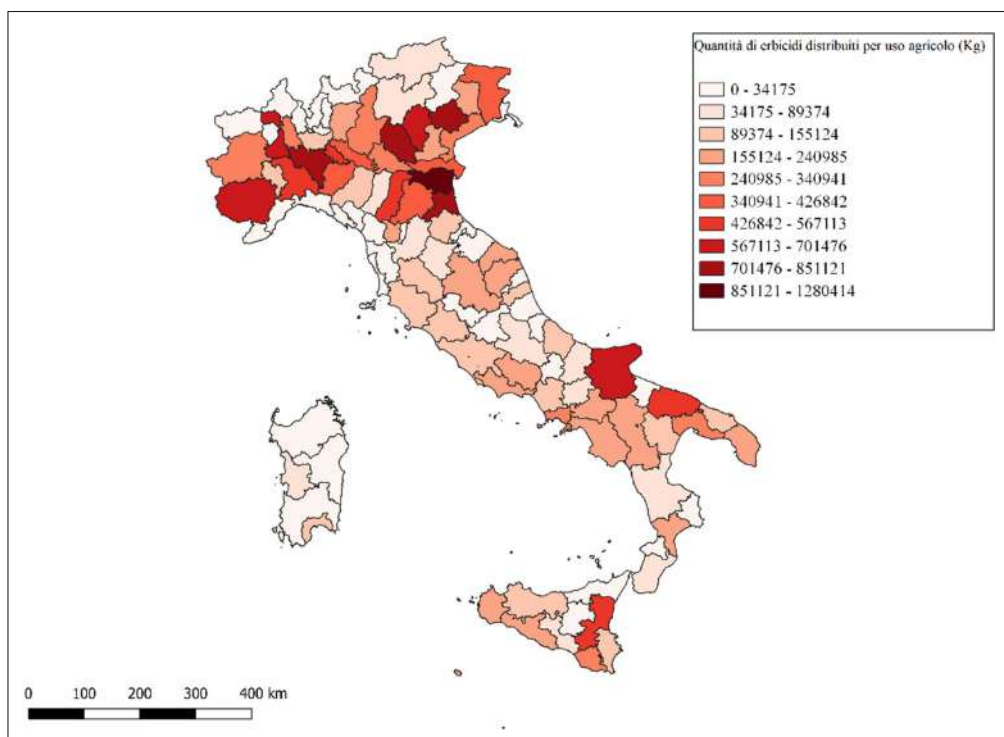 Quantitá di erbicidi distribuiti per uso agricolo (Kg)
0 - 34175
34175 - 89374
89374 - 155124
155124 - 240985
240985 - 340941
340941 - 426842
426842 - 567113
567113 - 701476
701476 - 851121
851121 - 1280414
0 100 200 300 400 km